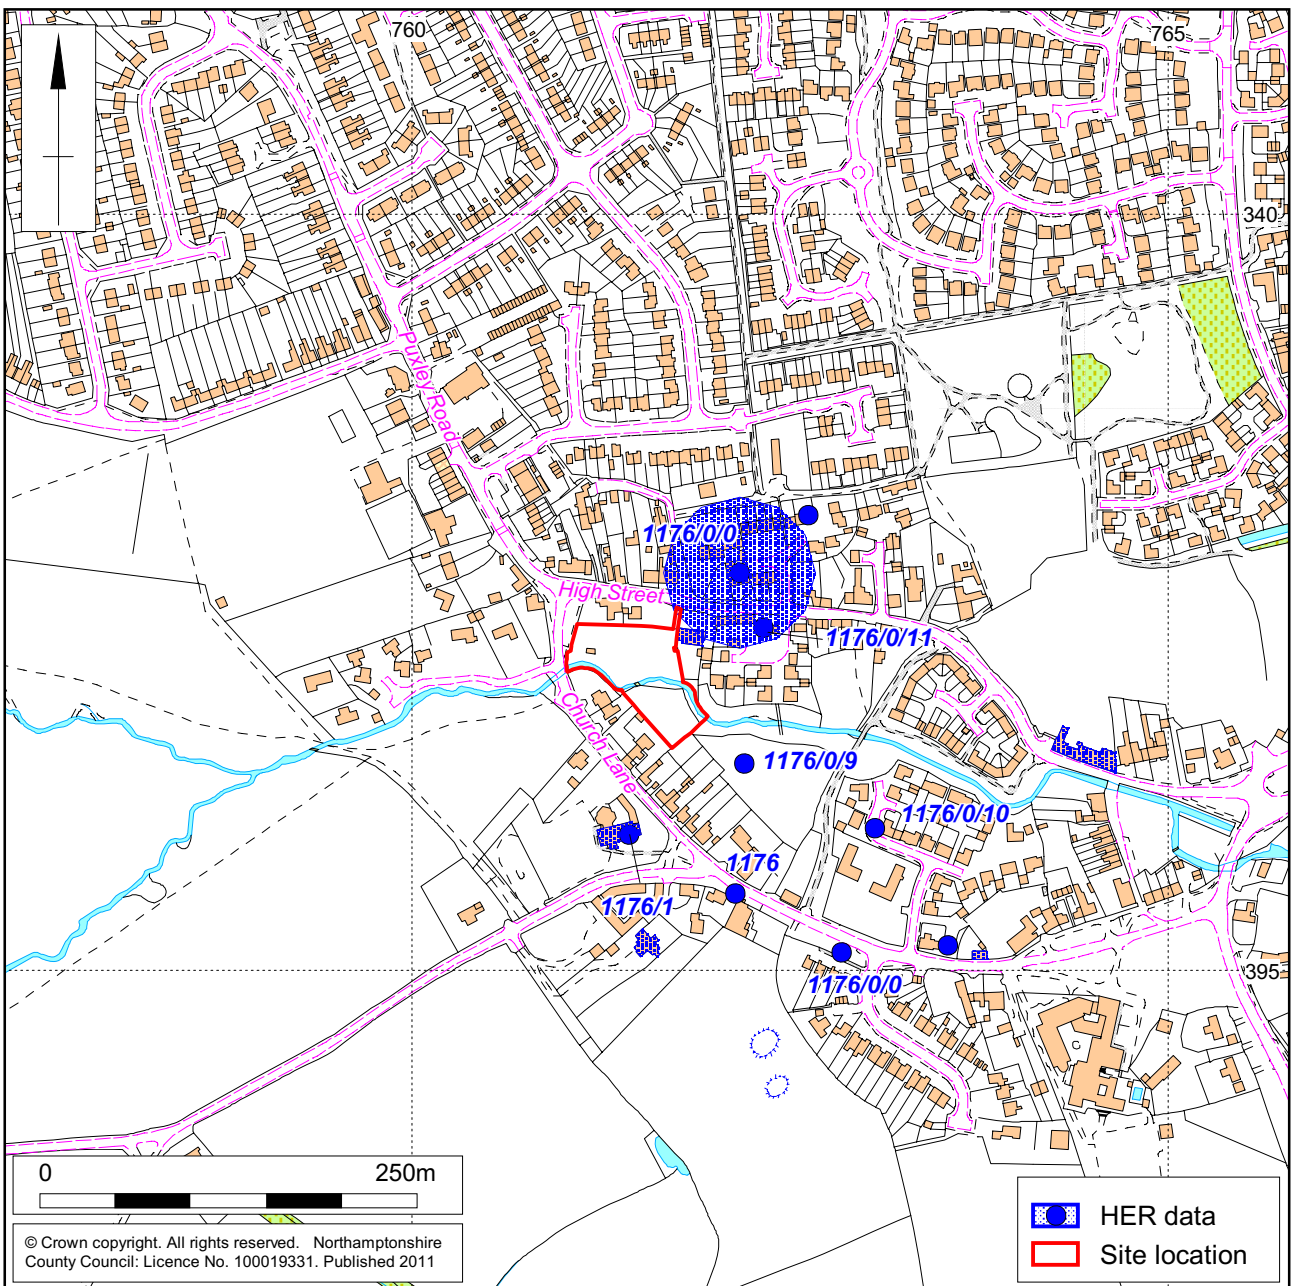 760
765
340
Puxley Road
1176/0/0
High Street
1176/0/11
Church Lane
1176/0/9
1176/0/10
1176
1176/1
395
1176/0/0
0
250m
HER data
© Crown copyright. All rights reserved. Northamptonshire
County Council: Licence No. 100019331. Published 2011
Site location